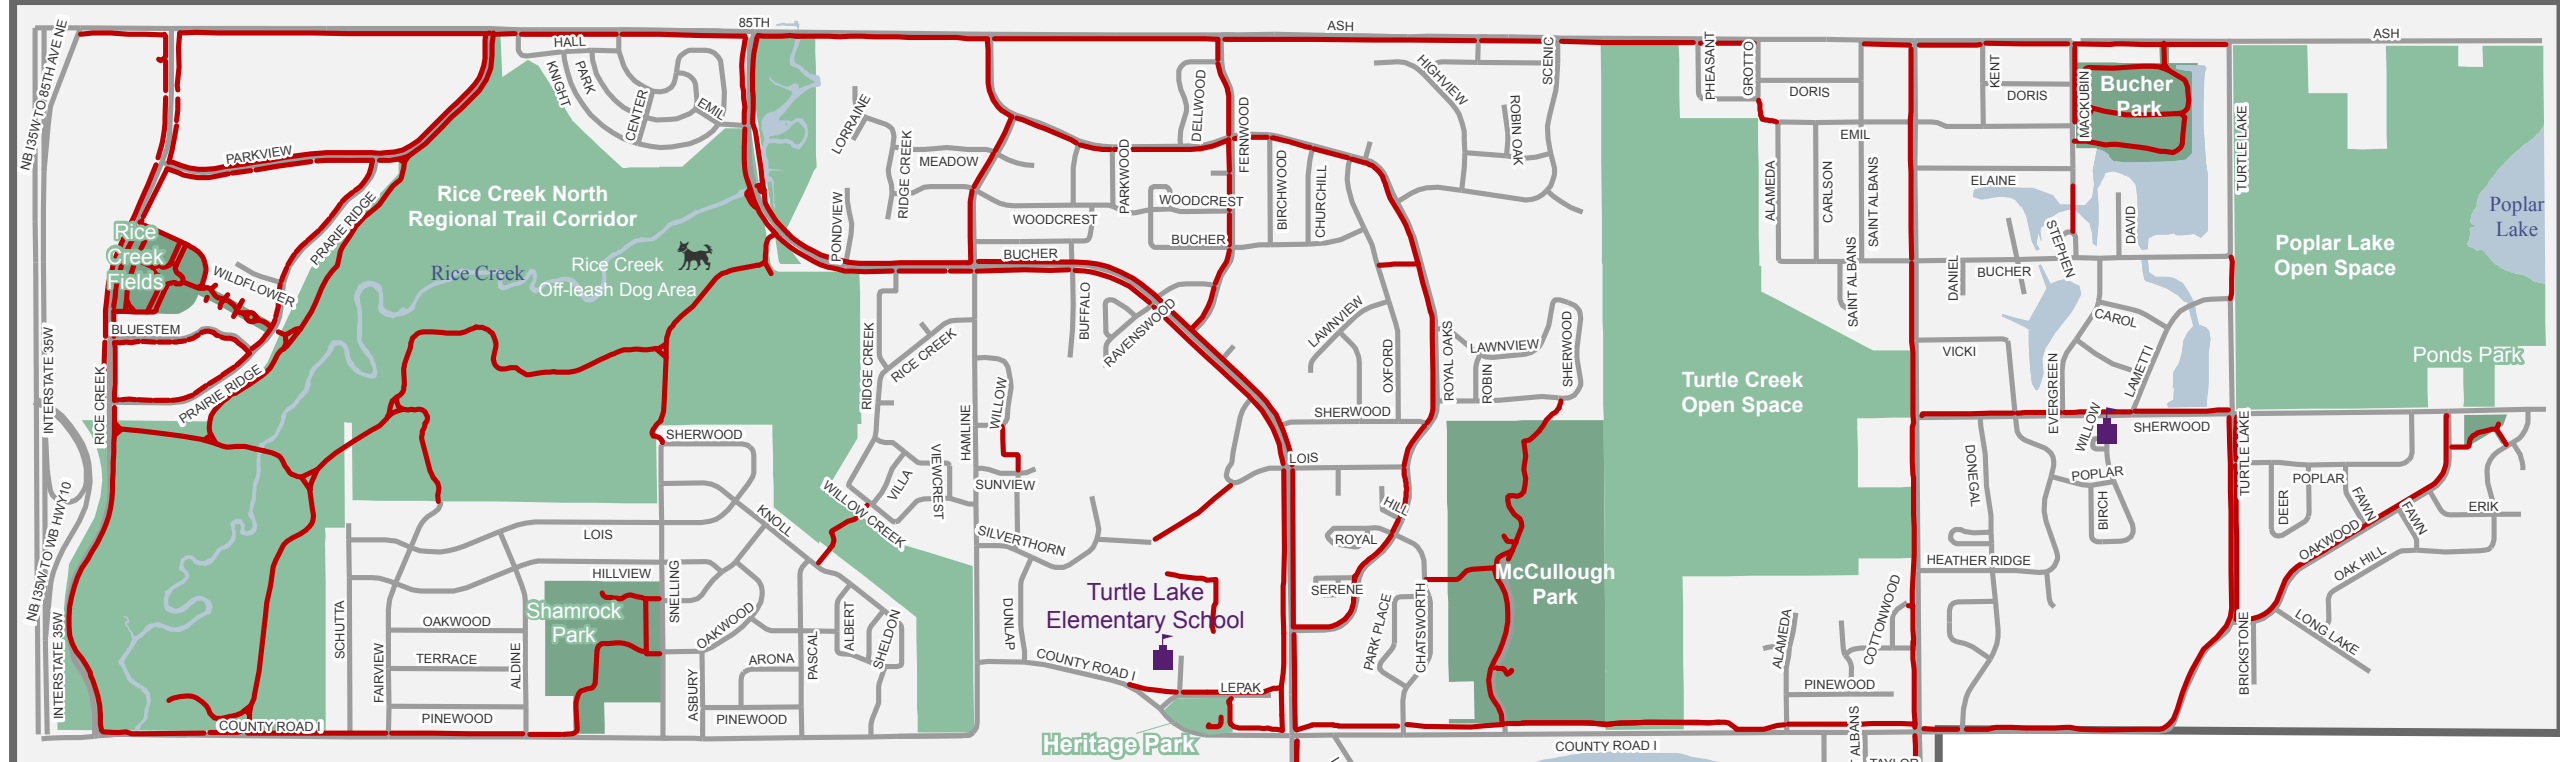 85TH
ASH
ASH
NB I35W TO 85TH AVE NE
HALL
KNIGHT
PARK
CENTER
EMIL
PHEASANT
GROTTO
SCENIC
HIGHVIEW
ROBIN OAK
DORIS
KENT
DORIS
MACKUBIN
Bucher
Park
TURTLE LAKE
LORRAINE
RIDGE CREEK
MEADOW
DELLWOOD
FERNWOOD
PARKWOOD
BIRCHWOOD
CHURCHILL
EMIL
ALAMEDA
CARLSON
SAINT ALBANS
ELAINE
PARKVIEW
Rice Creek North
Regional Trail Corridor
PRARIE RIDGE
PONDVIEW
WOODCREST
WOODCREST
BUCHER
BUCHER
DAVID
STEPHEN
Poplar
Lake
Poplar Lake
Open Space
Rice
Creek
Fields
WILDFLOWER
Rice Creek
Rice Creek
Off-leash Dog Area
BUCHER
DANIEL
SAINT ALBANS
BUFFALO
RAVENSWOOD
LAWNVIEW
LAWNVIEW
OXFORD
ROYAL OAKS
ROBIN
SHERWOOD
CAROL
LAMETTI
VICKI
EVERGREEN
Ponds Park
BLUESTEM
INTERSTATE 35W
RICE CREEK
PRAIRIE RIDGE
RIDGE CREEK
RICE CREEK
WILLOW
HAMLINE
SHERWOOD
Turtle Creek
Open Space
SHERWOOD
WILLOW
SHERWOOD
TURTLE LAKE
LOIS
VILLA
VIEWCREST
SUNVIEW
WILLOW CREEK
KNOLL
LOIS
HILL
ROYAL
DONEGAL
POPLAR
BIRCH
DEER
POPLAR
FAWN
FAWN
ERIK
OAKWOOD
OAK HILL
SILVERTHORN
NB I35W TO WB HWY10
HILLVIEW
SNELLING
Shamrock
Park
Turtle Lake
Elementary School
DUNLAP
SERENE
PARK PLACE
CHATSWORTH
McCullough
Park
HEATHER RIDGE
COTTONWOOD
ALAMEDA
PINEWOOD
BRICKSTONE
LONG LAKE
INTERSTATE 35W
SCHUTTA
FAIRVIEW
OAKWOOD
TERRACE
PINEWOOD
ALDINE
OAKWOOD
ASBURY
ARONA
PINEWOOD
PASCAL
ALBERT
SHELDON
COUNTY ROAD I
LEPAK
COUNTY ROAD I
Heritage Park
COUNTY ROAD I
ALBANS
TAYLOR